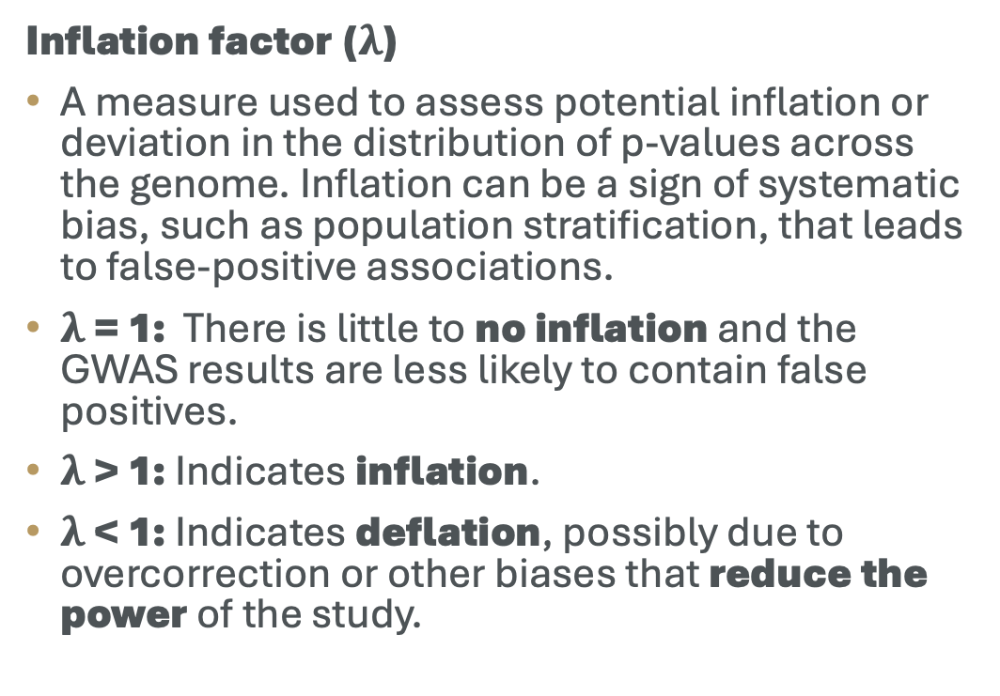 Inflation factor (λ)
• A measure used to assess potential inflation or
deviation in the distribution of p-values across
the genome. Inflation can be a sign of systematic
bias, such as population stratification, that leads
to false-positive associations.
• λ = 1:  There is little to no inflation and the
GWAS results are less likely to contain false
positives.
• λ > 1: Indicates inflation.
• λ < 1: Indicates deflation, possibly due to
overcorrection or other biases that reduce the
power of the study.